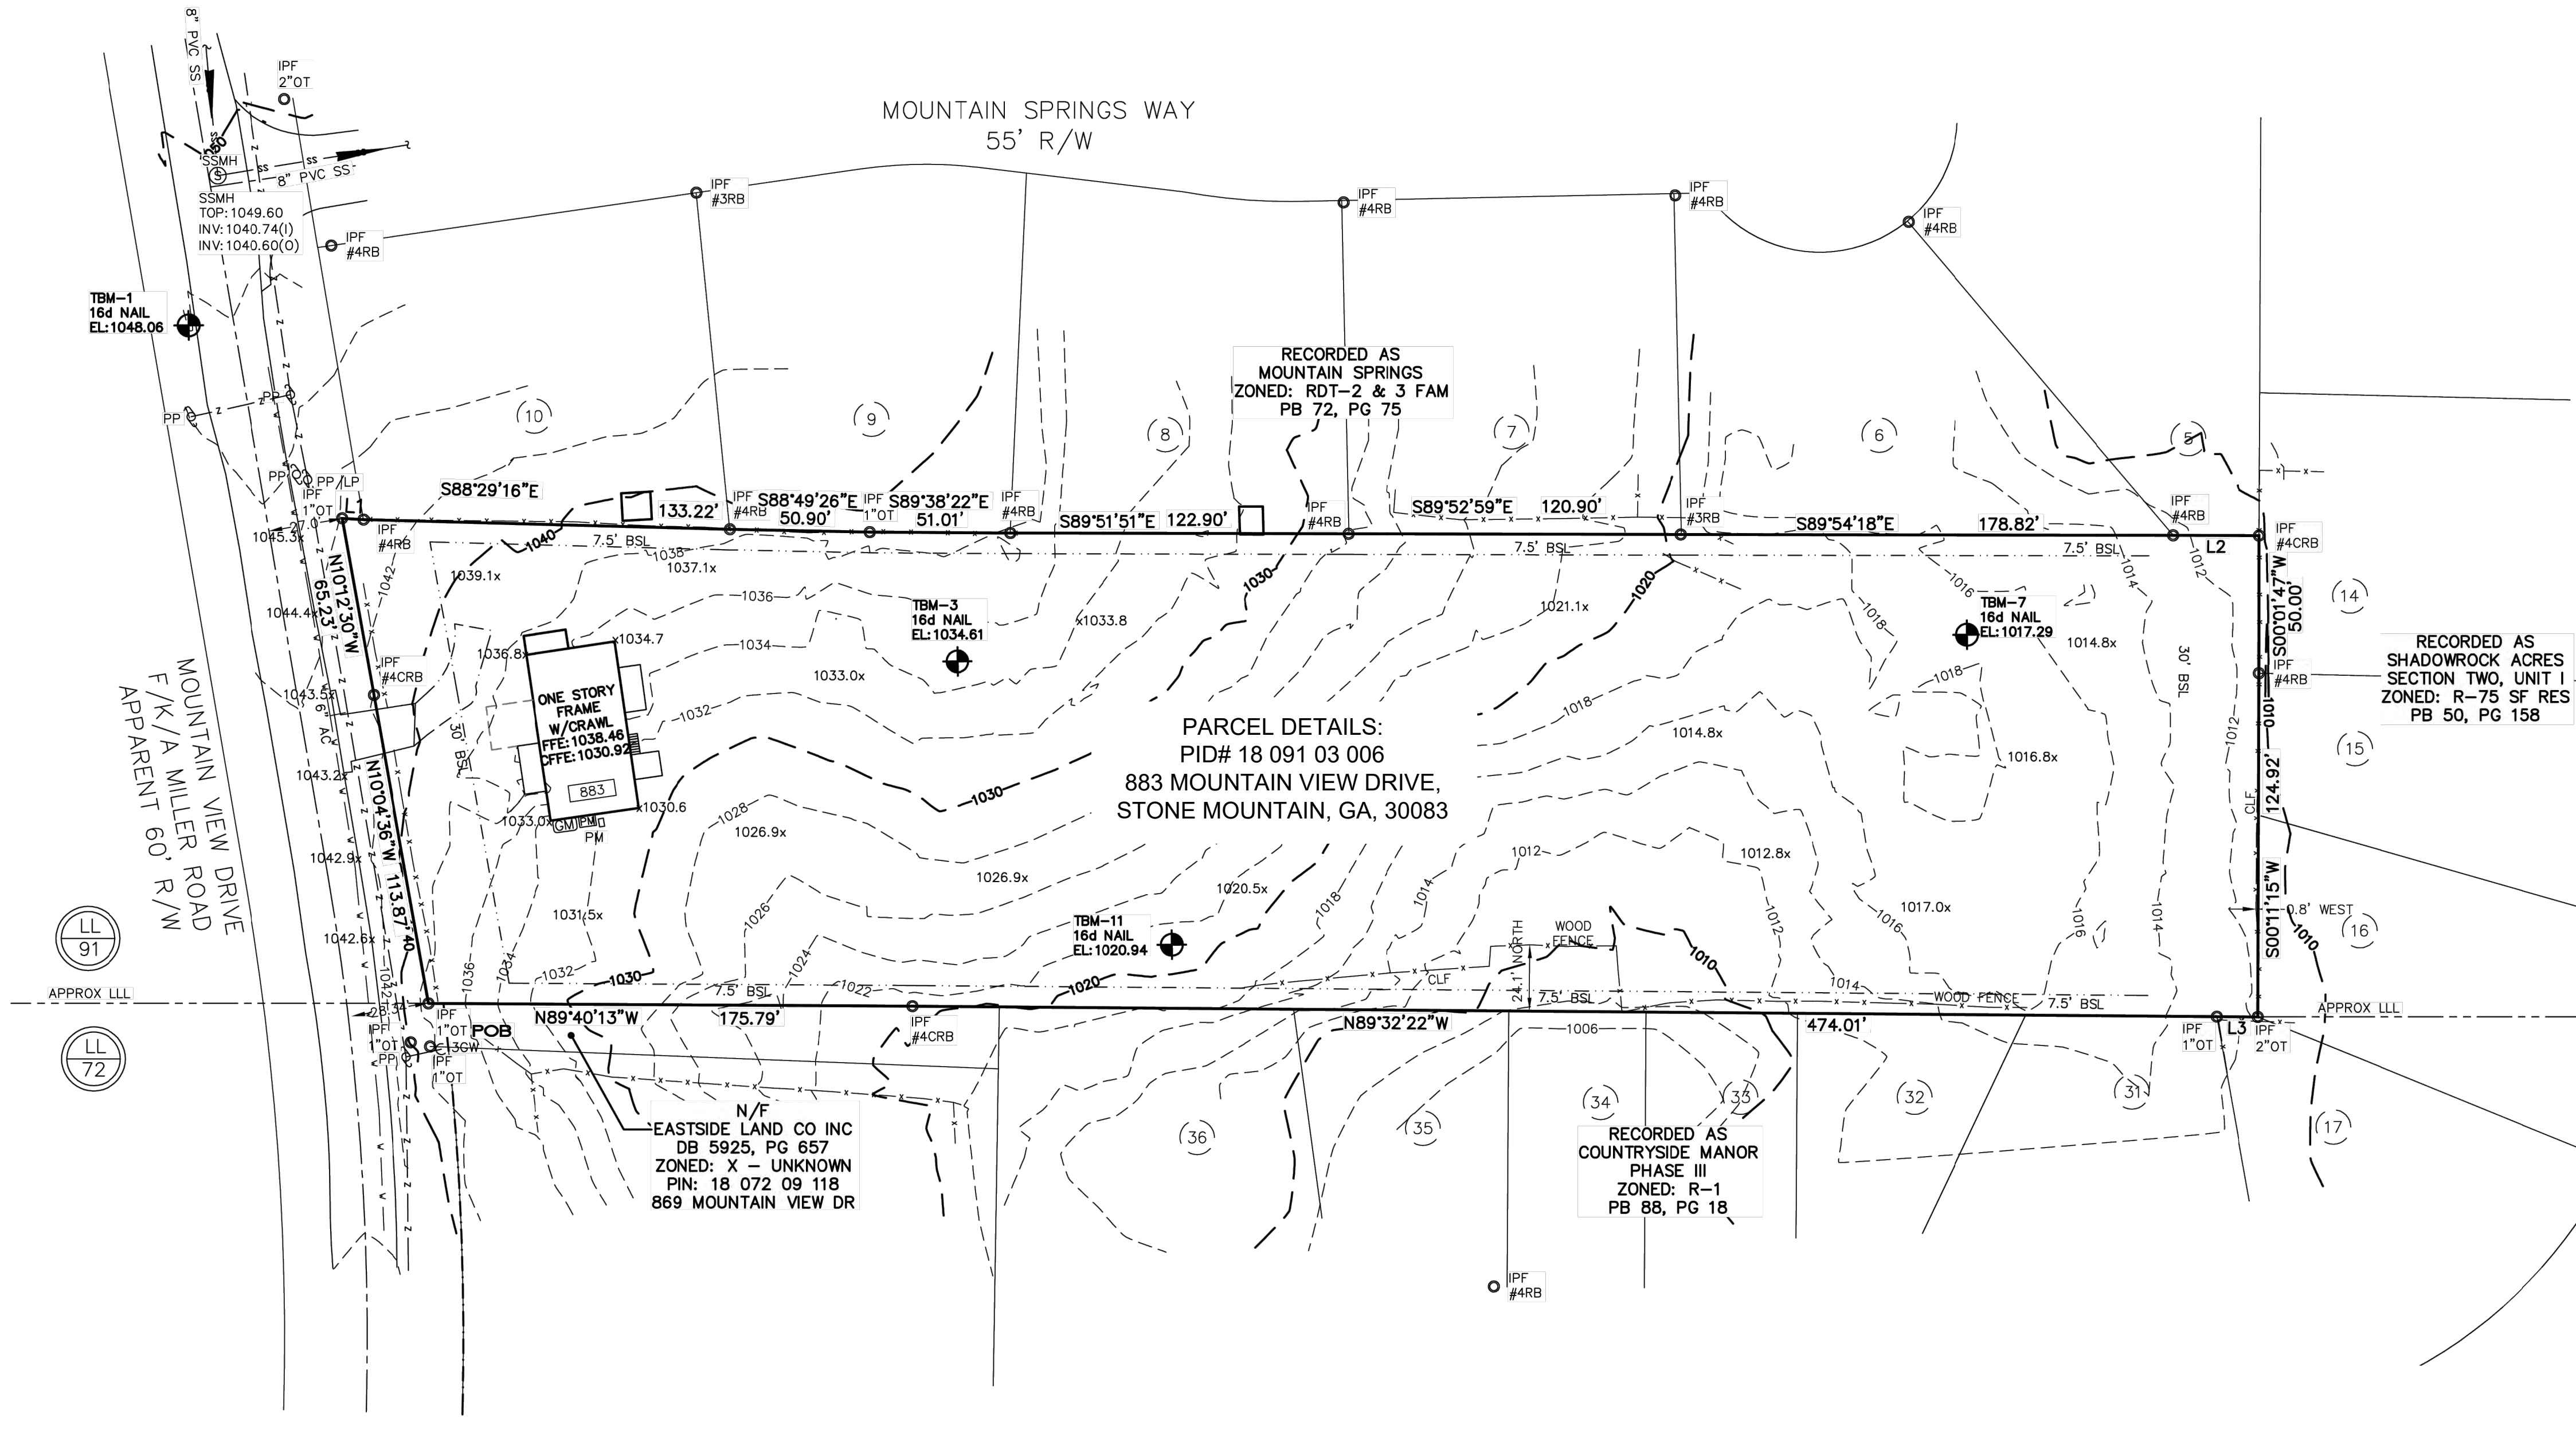 8" PVC SS
IPF
2"OT
MOUNTAIN SPRINGS WAY
55' R/W
SSMH
8" PVC SS
SSMH
TOP:1049.60
INV:1040.74(I)
INV:1040.60(O)
IPF
#4RB
IPF
#3RB
IPF
#4RB
IPF
#4RB
IPF
#4RB
TBM-1
16d NAIL
EL:1048.06
PP
PP
PP
PP/LP
RECORDED AS
MOUNTAIN SPRINGS
ZONED: RDT-2 & 3 FAM
PB 72, PG 75
10
9
8
7
6
5
IPF
1"OT
L1
27.0'
IPF
#4RB
S88°29'16"E
133.22'
IPF
#4RB
S88°49'26"E
50.90'
IPF
1"OT
S89°38'22"E
51.01'
IPF
#4RB
S89°51'51"E
122.90'
IPF
#4RB
S89°52'59"E
120.90'
IPF
#3RB
S89°54'18"E
178.82'
IPF
#4RB
L2
IPF
#4CRB
7.5' BSL
7.5' BSL
7.5' BSL
1045.3x
1044.4x
1043.5x
1043.2x
1042.9x
1042.6x
N10°12'30"W
65.23'
1042
1040
1039.1x
1038
1037.1x
1036
1034
1033.0x
1032
1030
1030
1033.8
1021.1x
1020
1018
1018
1018
1016
1014
1012
TBM-3
16d NAIL
EL:1034.61
TBM-7
16d NAIL
EL:1017.29
1014.8x
30' BSL
S00°01'47"W
50.00'
14
IPF
#4RB
RECORDED AS
SHADOWROCK ACRES
SECTION TWO, UNIT I
ZONED: R-75 SF RES
PB 50, PG 158
15
IPF
#4CRB
6" AC
30' BSL
1036.8x
x1034.7
ONE STORY
FRAME
W/CRAWL
FFE:1038.46
CFFE:1030.92
883
x1030.6
1033.0x
GM
PM
PM
MOUNTAIN VIEW DRIVE
F/K/A MILLER ROAD
APPARENT 60' R/W
PARCEL DETAILS:
PID# 18 091 03 006
883 MOUNTAIN VIEW DRIVE,
STONE MOUNTAIN, GA, 30083
1014.8x
1016.8x
1012
1010
CLF
124.92'
S00°11'15"W
0.8' WEST
16
1010
N10°04'36"W
113.87'
1028
1026.9x
1026
1026.9x
1024
1022
1020.5x
1018
1014
1012
1012.8x
1012
1017.0x
1016
1016
1014
1014
1031.5x
1032
1030
1034
1036
1040
1042
LL
91
APPROX LLL
LL
72
TBM-11
16d NAIL
EL:1020.94
1020
WOOD
FENCE
24.1' NORTH
CLF
1010
7.5' BSL
7.5' BSL
WOOD FENCE
7.5' BSL
APPROX LLL
IPF
1"OT
POB
IPF
1"OT
PP
GW
IPF
1"OT
N89°40'13"W
175.79'
IPF
#4CRB
N89°32'22"W
474.01'
1006
IPF
1"OT
L3
IPF
2"OT
N/F
EASTSIDE LAND CO INC
DB 5925, PG 657
ZONED: X - UNKNOWN
PIN: 18 072 09 118
869 MOUNTAIN VIEW DR
36
35
34
33
32
31
17
RECORDED AS
COUNTRYSIDE MANOR
PHASE III
ZONED: R-1
PB 88, PG 18
IPF
#4RB